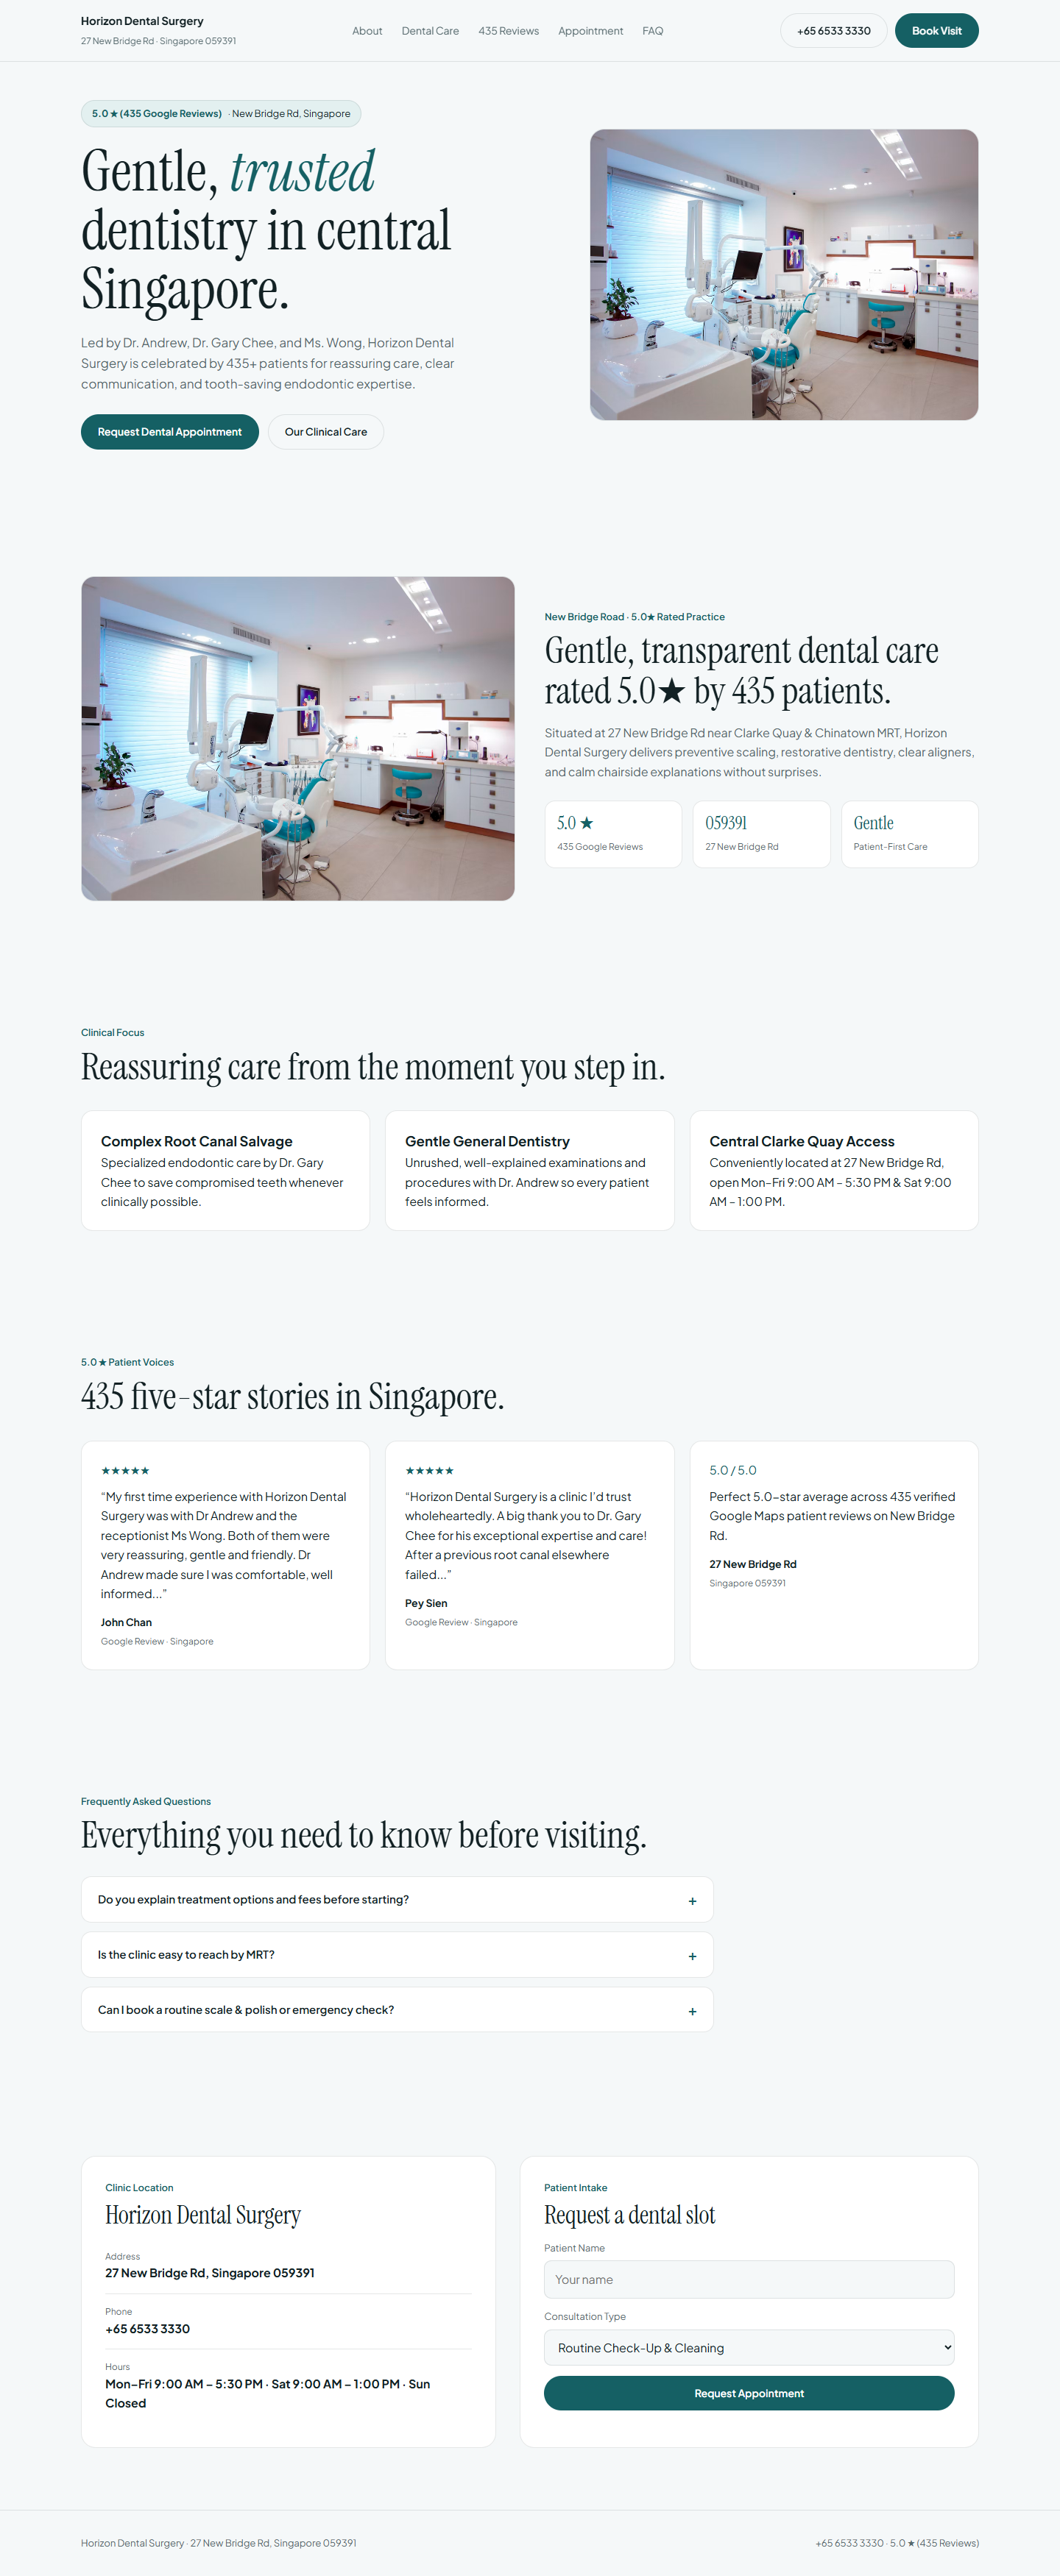 Horizon Dental Surgery
27 New Bridge Rd · Singapore 059391
About
Dental Care
435 Reviews
Appointment
FAQ
+65 6533 3330
Book Visit
5.0 ★ (435 Google Reviews) · New Bridge Rd, Singapore
Gentle, trusted
dentistry in central
Singapore.
Led by Dr. Andrew, Dr. Gary Chee, and Ms. Wong, Horizon Dental
Surgery is celebrated by 435+ patients for reassuring care, clear
communication, and tooth-saving endodontic expertise.
Request Dental Appointment
Our Clinical Care
New Bridge Road · 5.0★ Rated Practice
Gentle, transparent dental care
rated 5.0★ by 435 patients.
Situated at 27 New Bridge Rd near Clarke Quay & Chinatown MRT, Horizon
Dental Surgery delivers preventive scaling, restorative dentistry, clear aligners,
and calm chairside explanations without surprises.
5.0 ★
435 Google Reviews
059391
27 New Bridge Rd
Gentle
Patient-First Care
Clinical Focus
Reassuring care from the moment you step in.
Complex Root Canal Salvage
Specialized endodontic care by Dr. Gary
Chee to save compromised teeth whenever
clinically possible.
Gentle General Dentistry
Unrushed, well-explained examinations and
procedures with Dr. Andrew so every patient
feels informed.
Central Clarke Quay Access
Conveniently located at 27 New Bridge Rd,
open Mon–Fri 9:00 AM – 5:30 PM & Sat 9:00
AM – 1:00 PM.
5.0 ★ Patient Voices
435 five-star stories in Singapore.
★★★★★
“My first time experience with Horizon Dental
Surgery was with Dr Andrew and the
receptionist Ms Wong. Both of them were
very reassuring, gentle and friendly. Dr
Andrew made sure I was comfortable, well
informed...”
John Chan
Google Review · Singapore
★★★★★
“Horizon Dental Surgery is a clinic I’d trust
wholeheartedly. A big thank you to Dr. Gary
Chee for his exceptional expertise and care!
After a previous root canal elsewhere
failed...”
Pey Sien
Google Review · Singapore
5.0 / 5.0
Perfect 5.0-star average across 435 verified
Google Maps patient reviews on New Bridge
Rd.
27 New Bridge Rd
Singapore 059391
Frequently Asked Questions
Everything you need to know before visiting.
Do you explain treatment options and fees before starting? +
Is the clinic easy to reach by MRT? +
Can I book a routine scale & polish or emergency check? +
Clinic Location
Horizon Dental Surgery
Address
27 New Bridge Rd, Singapore 059391
Phone
+65 6533 3330
Hours
Mon–Fri 9:00 AM – 5:30 PM · Sat 9:00 AM – 1:00 PM · Sun
Closed
Patient Intake
Request a dental slot
Patient Name
Your name
Consultation Type
Routine Check-Up & Cleaning
Request Appointment
Horizon Dental Surgery · 27 New Bridge Rd, Singapore 059391
+65 6533 3330 · 5.0 ★ (435 Reviews)